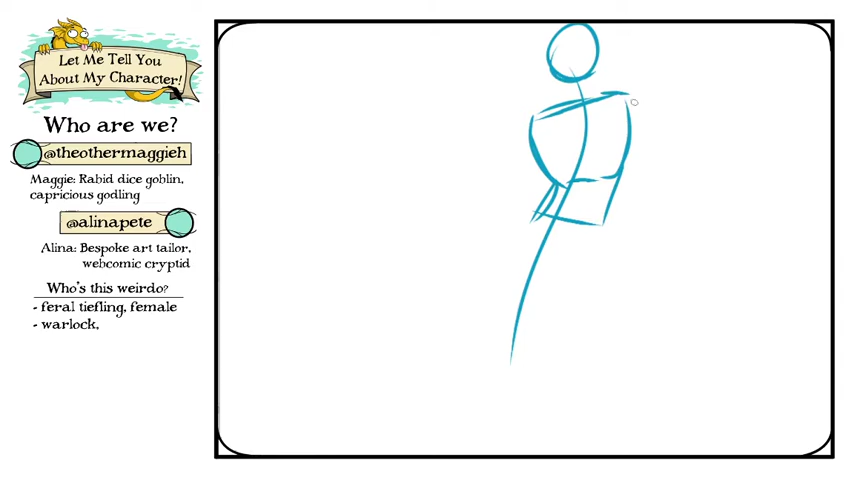 Let Me Tell You
About My Character!
Who are we?
@theothermaggieh
Maggie: Rabid dice goblin,
capricious godling
@alinapete
Alina: Bespoke art tailor,
webcomic cryptid
Who's this weirdo?
- feral tiefling, female
- warlock,